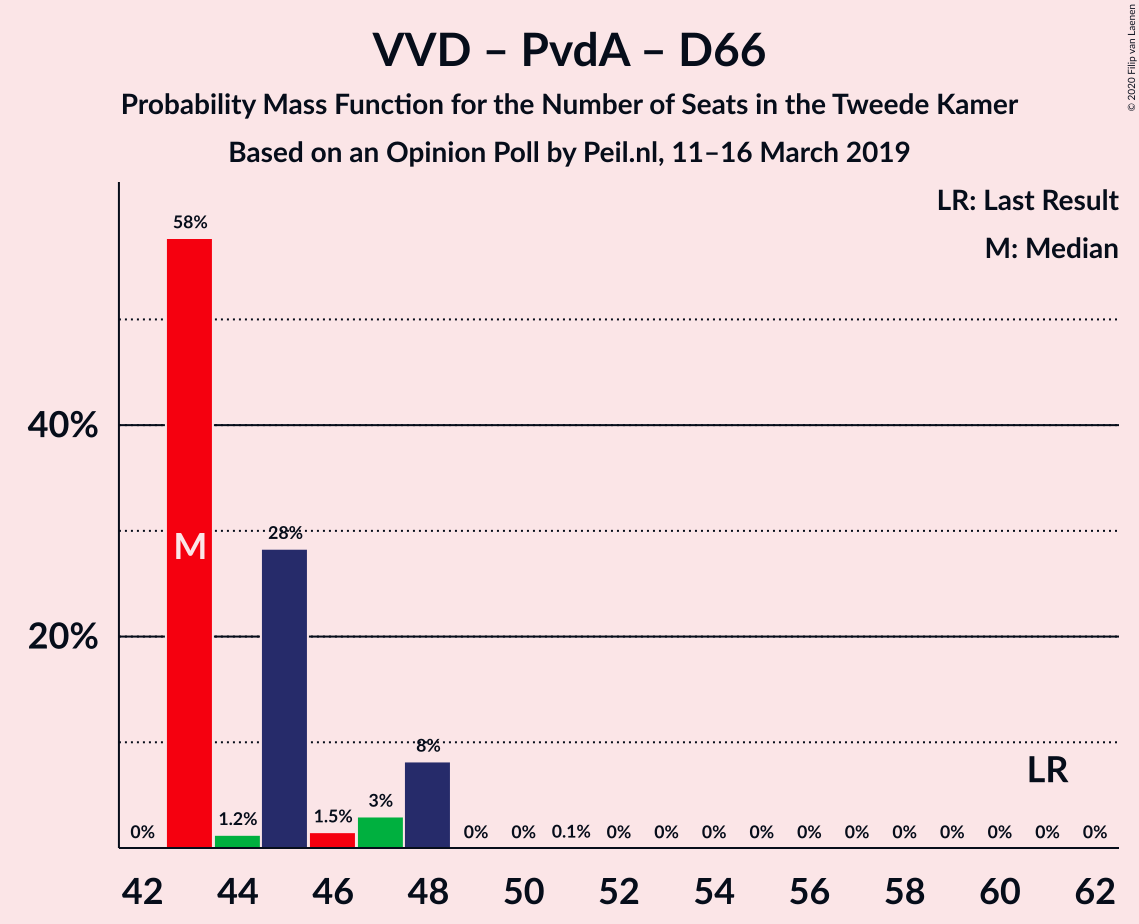 VVD – PvdA – D66
Probability Mass Function for the Number of Seats in the Tweede Kamer
Based on an Opinion Poll by Peil.nl, 11–16 March 2019
© 2020 Filip van Laenen
LR: Last Result
M: Median
58%
40%
M
28%
20%
8%
LR
3%
1.5%
1.2%
0% 0% 0% 0.1% 0% 0% 0% 0% 0% 0% 0% 0% 0% 0% 0%
42 44 46 48 50 52 54 56 58 60 62